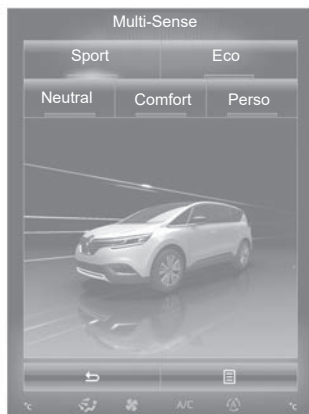 Multi-Sense
Sport Eco
Neutral Comfort Perso
°C A/C °C